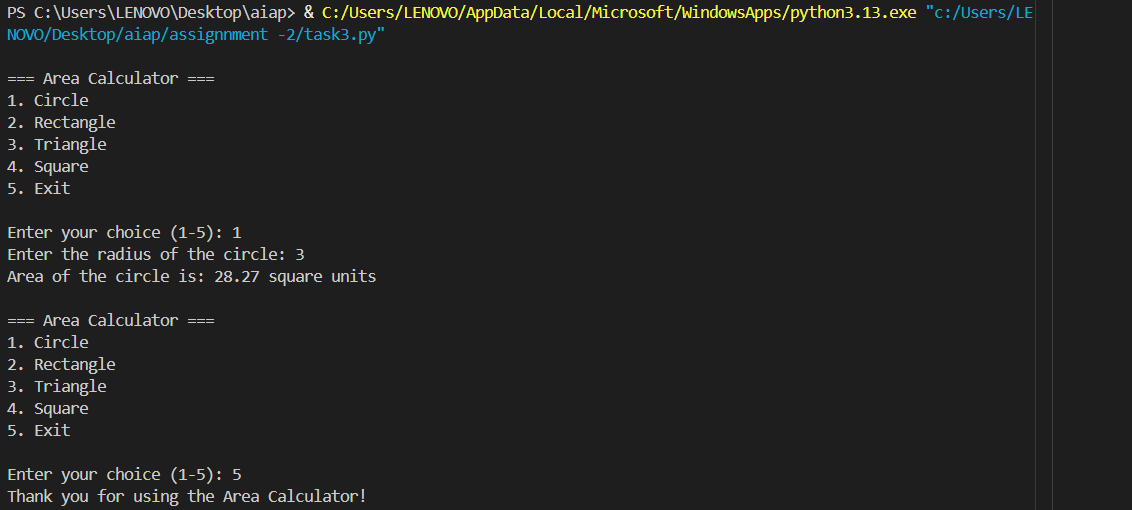 PS C:\Users\LENOVO\Desktop\aiap> & C:/Users/LENOVO/AppData/Local/Microsoft/WindowsApps/python3.13.exe "c:/Users/LE
NOVO/Desktop/aiap/assignnment -2/task3.py"
=== Area Calculator ===
1. Circle
2. Rectangle
3. Triangle
4. Square
5. Exit
Enter your choice (1-5): 1
Enter the radius of the circle: 3
Area of the circle is: 28.27 square units
=== Area Calculator ===
1. Circle
2. Rectangle
3. Triangle
4. Square
5. Exit
Enter your choice (1-5): 5
Thank you for using the Area Calculator!